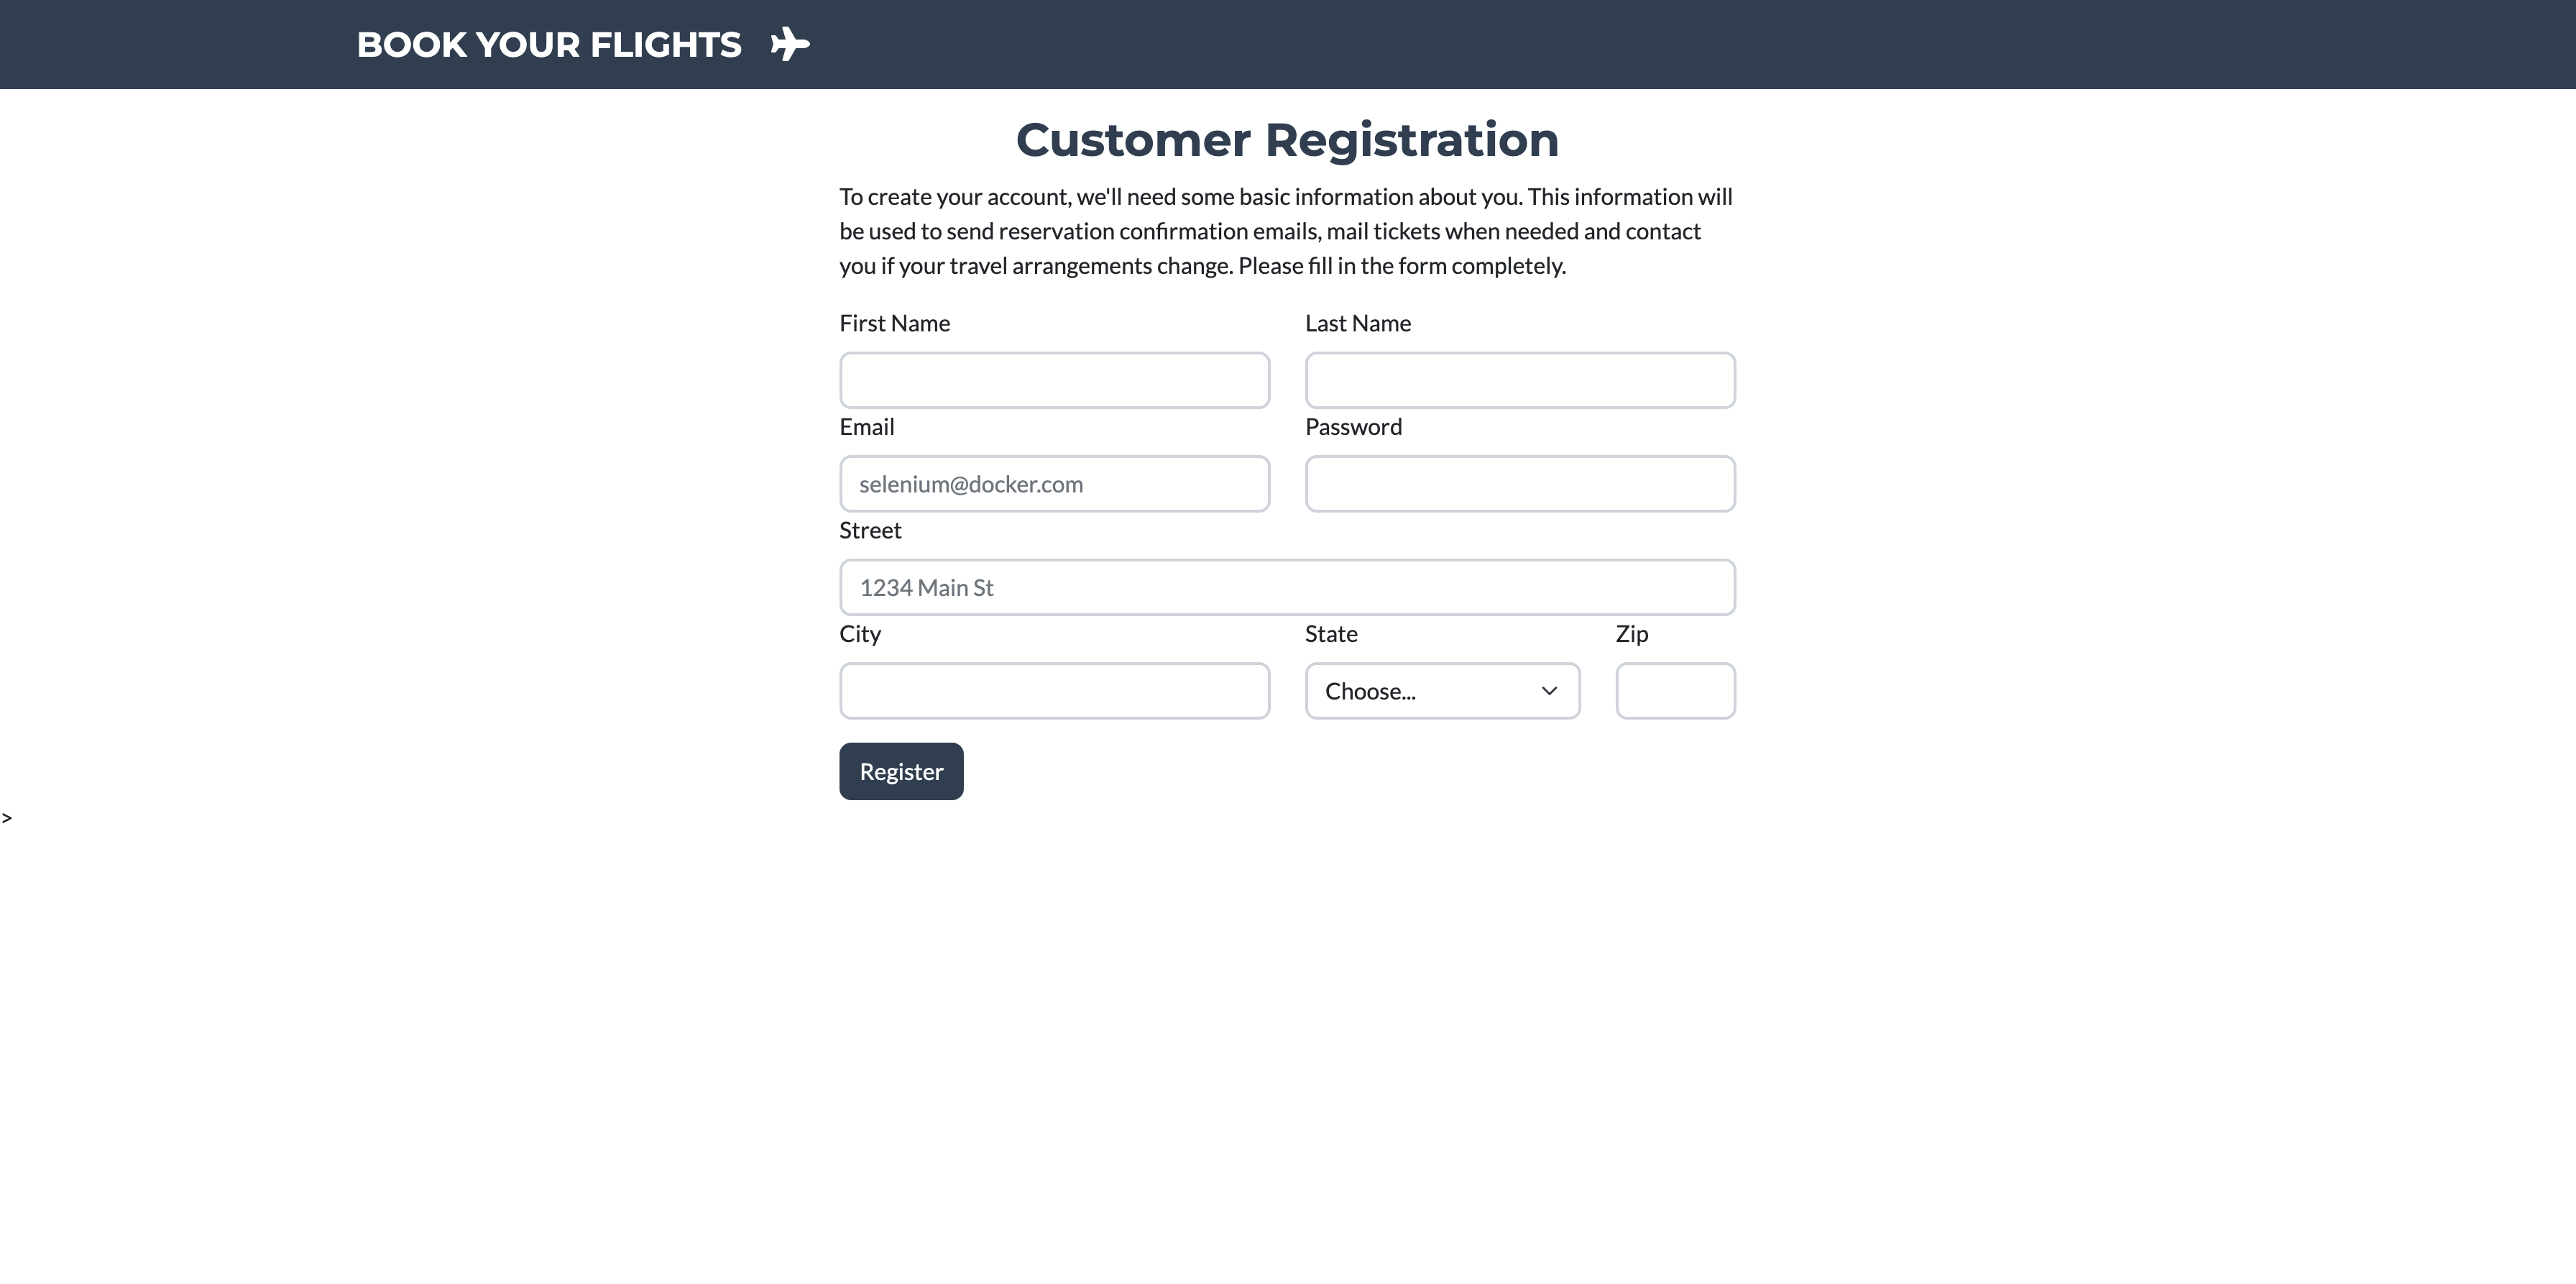 BOOK YOUR FLIGHTS
Customer Registration
To create your account, we'll need some basic information about you. This information will
be used to send reservation confirmation emails, mail tickets when needed and contact
you if your travel arrangements change. Please fill in the form completely.
First Name
Last Name
Email
Password
selenium@docker.com
Street
1234 Main St
City
State
Zip
Choose...
Register
>